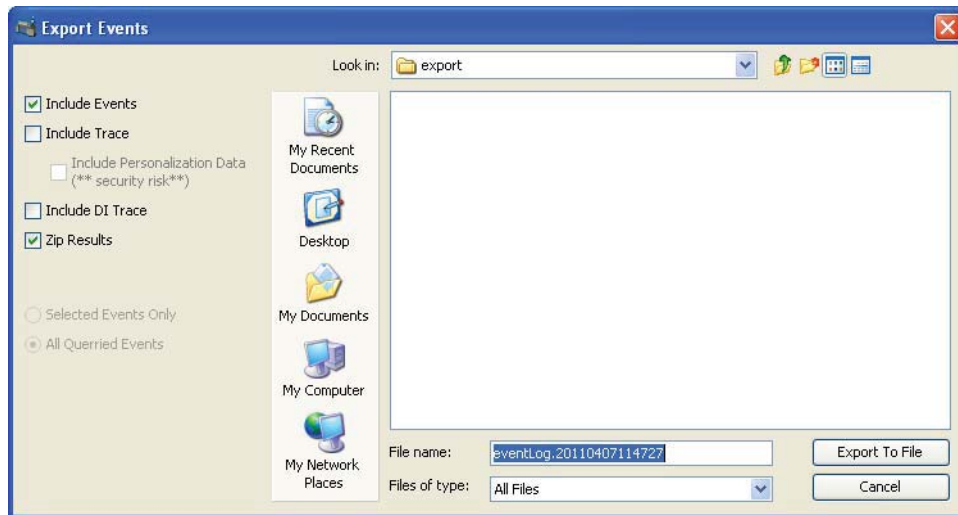 Export Events
Look in:
export
Include Events
Include Trace
Include Personalization Data
(** security risk**)
Include DI Trace
Zip Results
Selected Events Only
All Querried Events
My Recent
Documents
Desktop
My Documents
My Computer
My Network
Places
File name:
eventLog.20110407114727
Export To File
Files of type:
All Files
Cancel